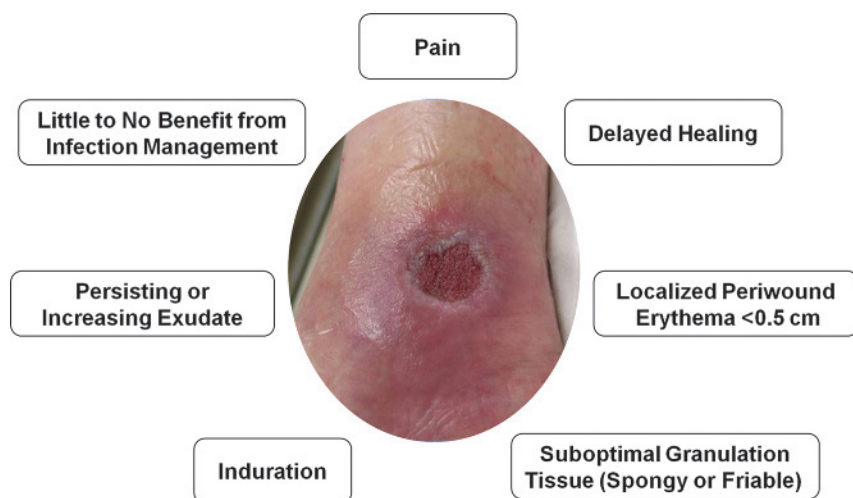 Pain
Little to No Benefit from
Infection Management
Delayed Healing
Persisting or
Increasing Exudate
Localized Periwound
Erythema <0.5 cm
Induration
Suboptimal Granulation
Tissue (Spongy or Friable)